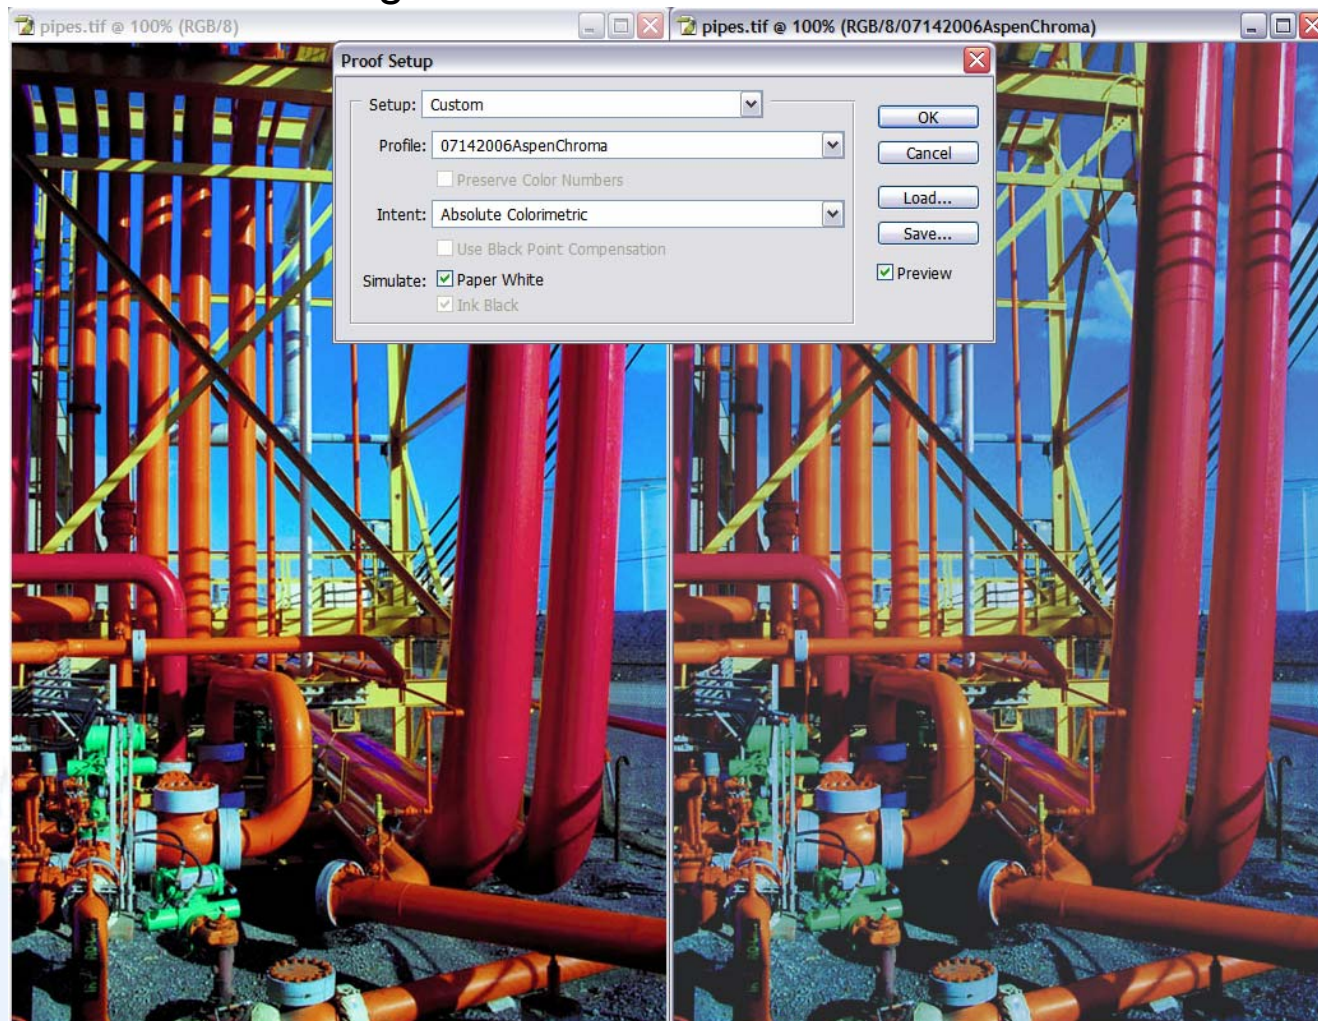 pipes.tif @ 100% (RGB/8)
pipes.tif @ 100% (RGB/8/07142006AspenChroma)
Proof Setup
Setup: Custom
OK
Profile: 07142006AspenChroma
Cancel
Preserve Color Numbers
Load...
Intent: Absolute Colorimetric
Save...
Use Black Point Compensation
Simulate: Paper White
Preview
Ink Black